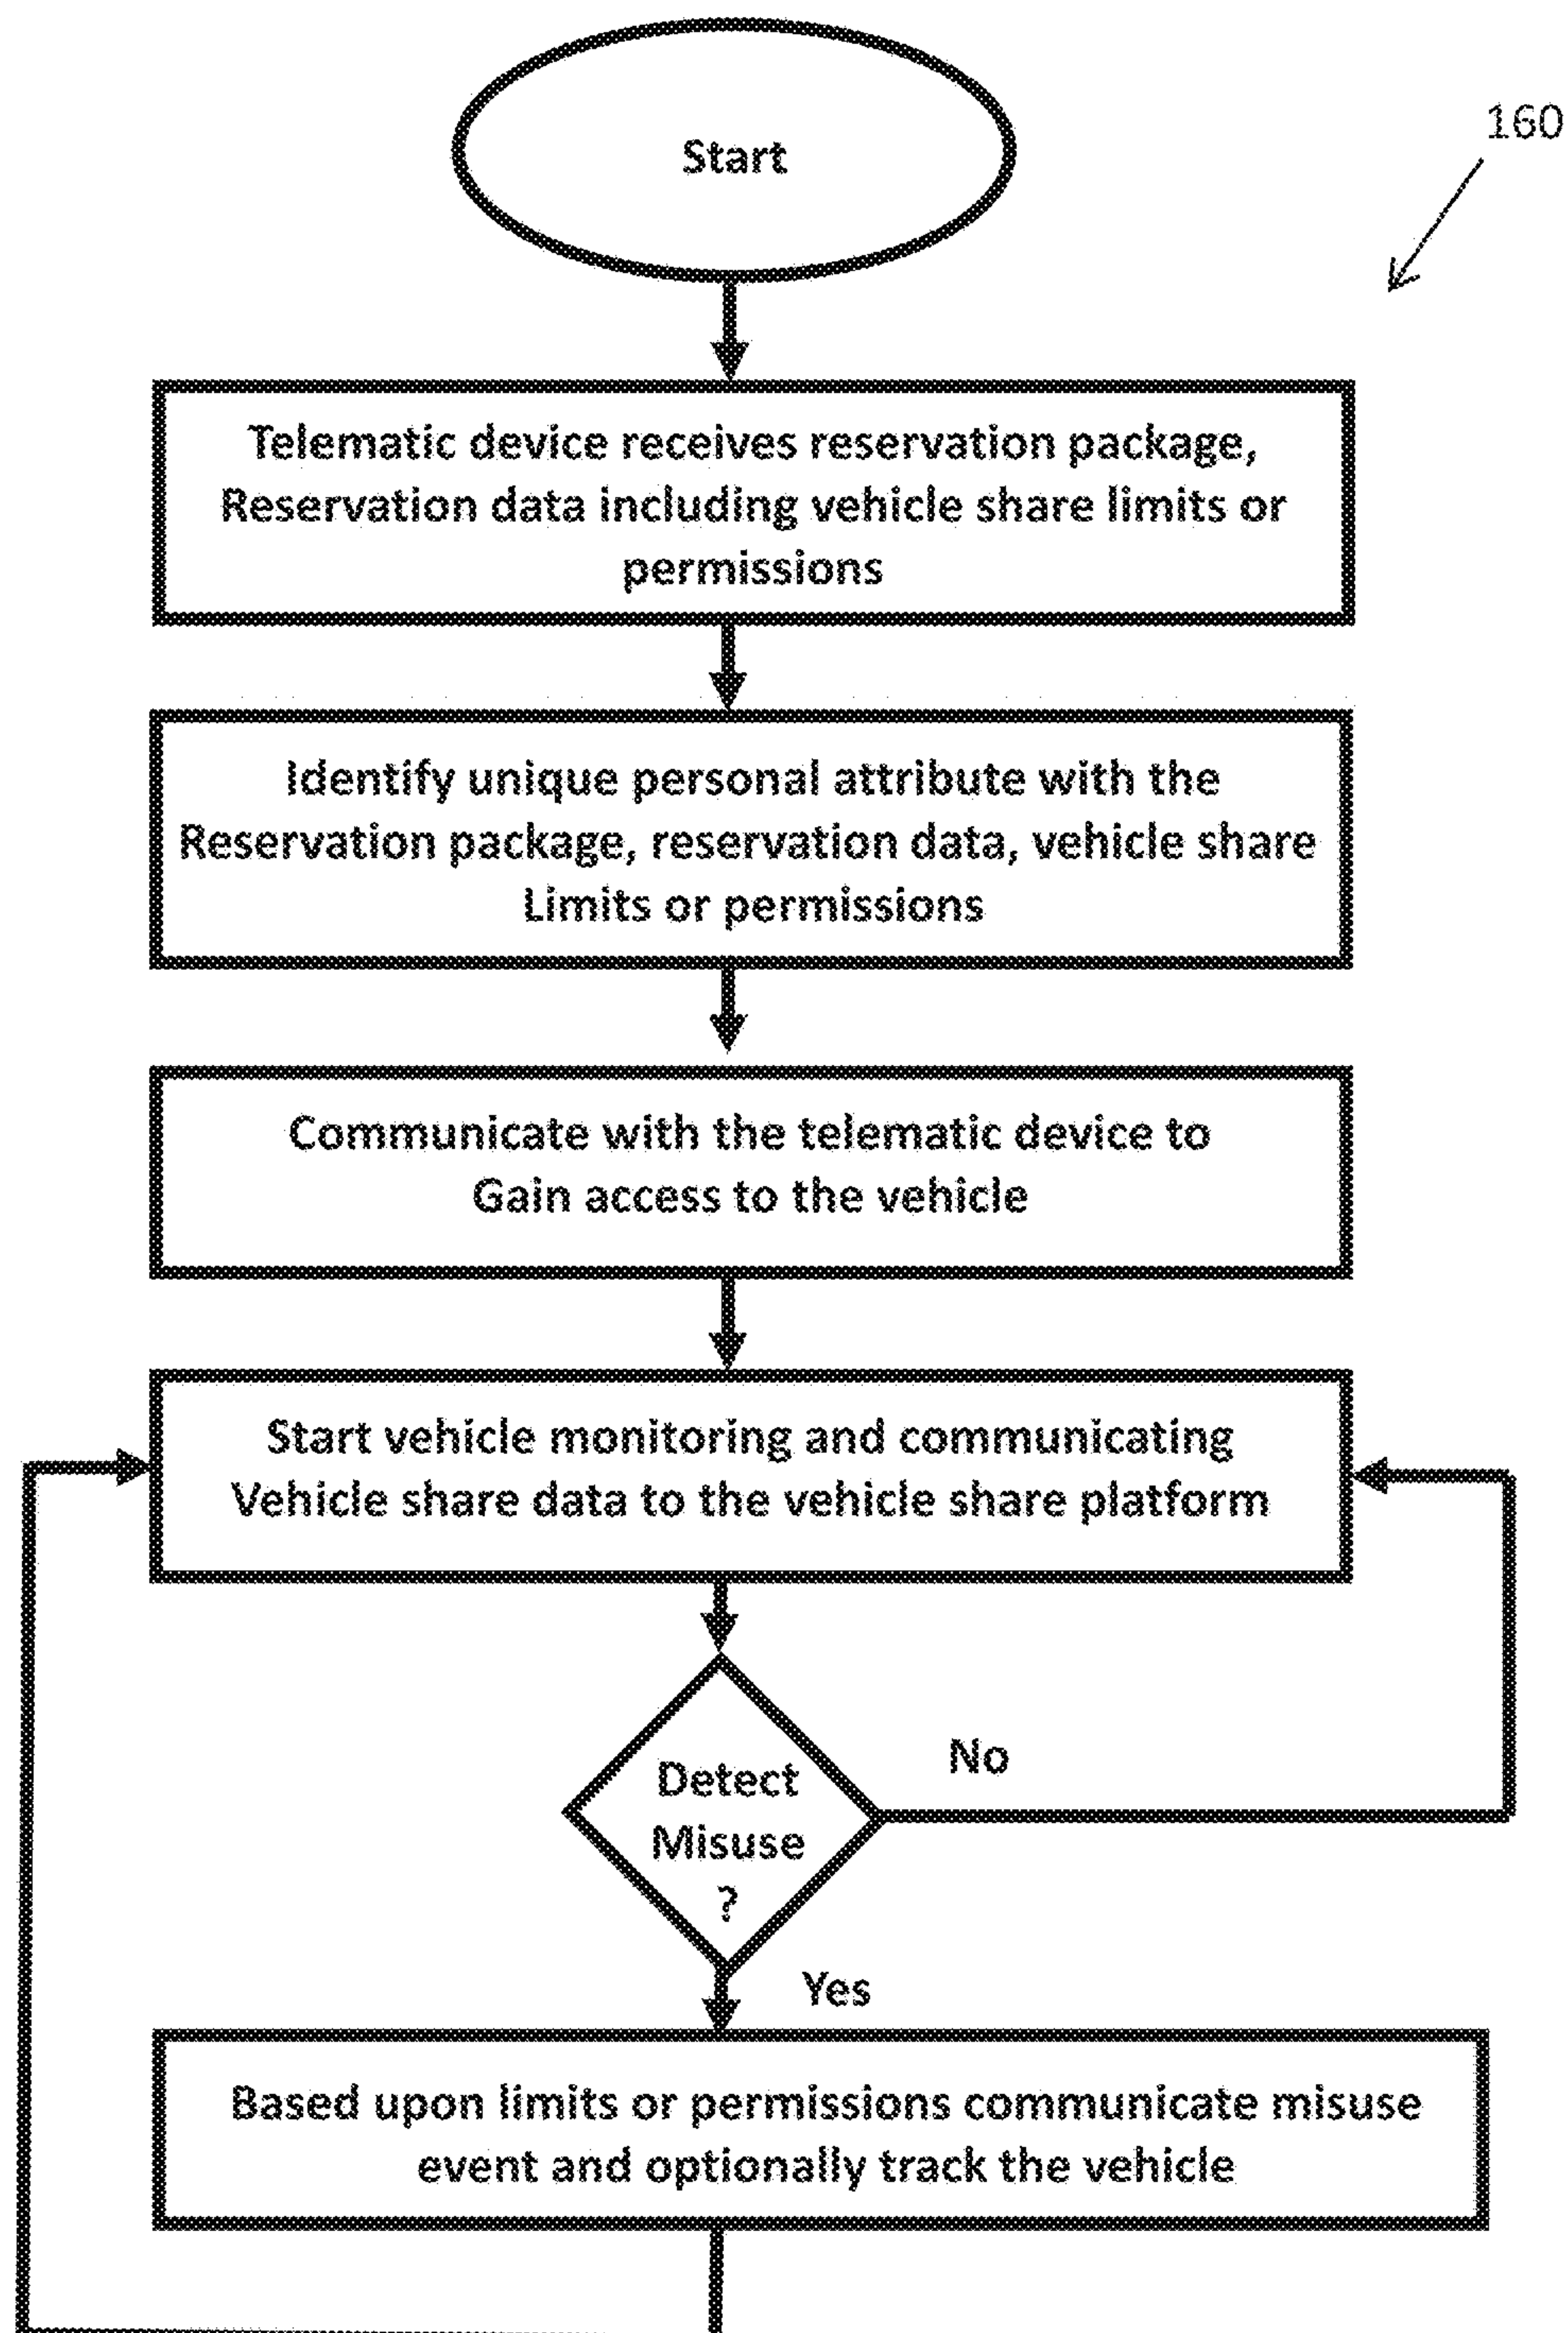 Start
160
Telematic device receives reservation package,
Reservation data including vehicle share limits or
permissions
Identify unique personal attribute with the
Reservation package, reservation data, vehicle share
Limits or permissions
Communicate with the telematic device to
Gain access to the vehicle
Start vehicle monitoring and communicating
Vehicle share data to the vehicle share platform
No
Detect
Misuse
?
Yes
Based upon limits or permissions communicate misuse
event and optionally track the vehicle